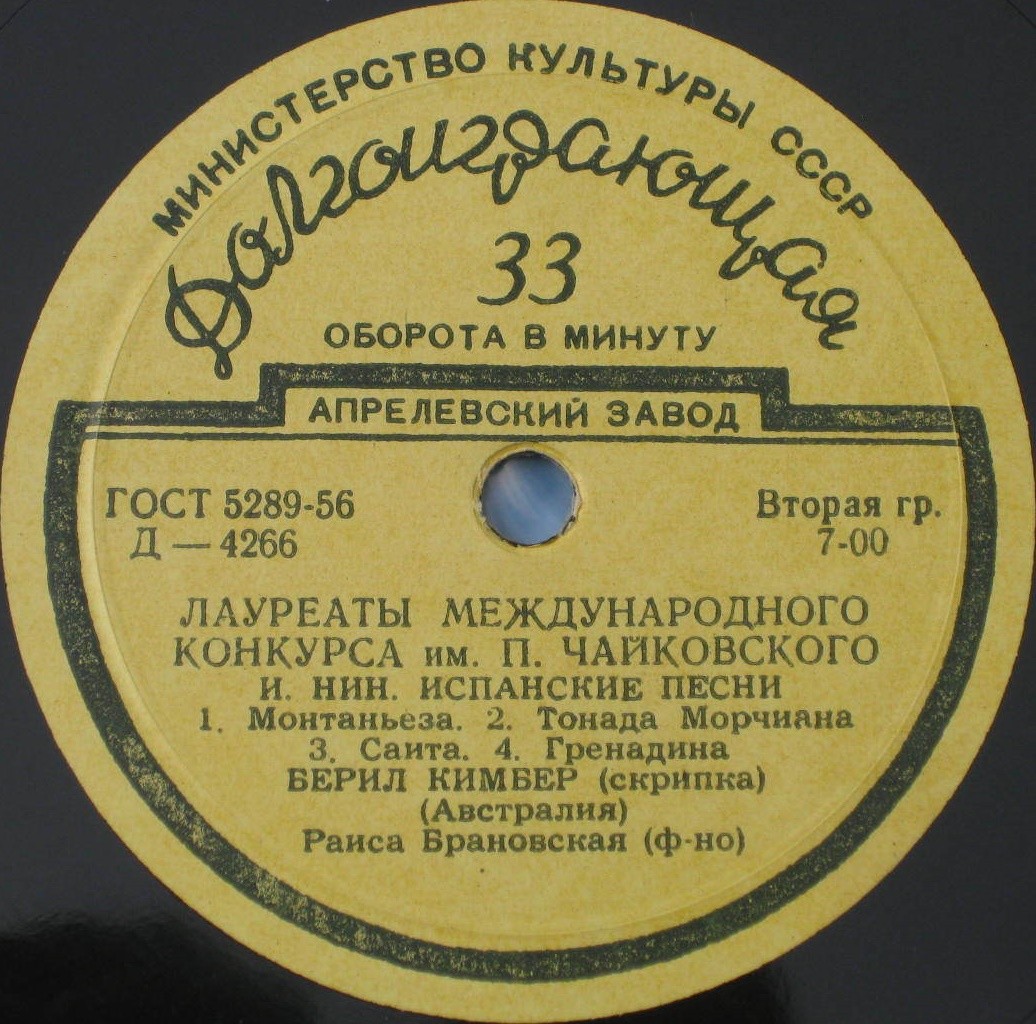 МИНИСТЕРСТВО КУЛЬТУРЫ СССР
Долгоиграющая
33
ОБОРОТА В МИНУТУ
АПРЕЛЕВСКИЙ ЗАВОД
ГОСТ 5289-56 Вторая гр.
Д — 4266 7-00
ЛАУРЕАТЫ МЕЖДУНАРОДНОГО
КОНКУРСА им. П. ЧАЙКОВСКОГО
И. НИН. ИСПАНСКИЕ ПЕСНИ
1. Монтаньеза. 2. Тонада Морчиана
3. Саита. 4. Гренадина
БЕРИЛ КИМБЕР (скрипка)
(Австралия)
Раиса Брановская (ф-но)